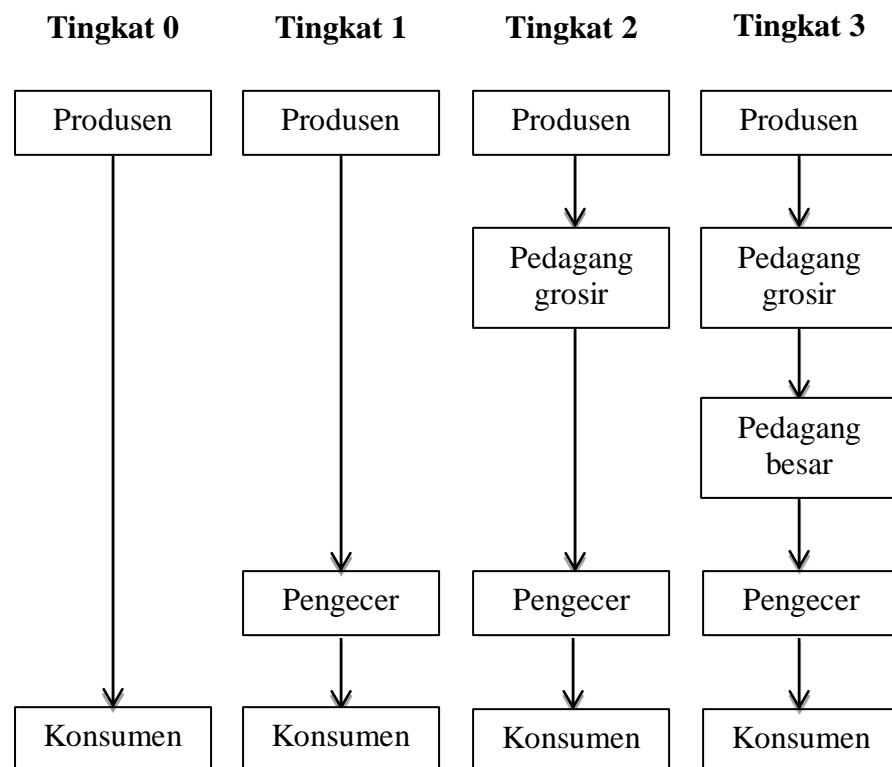 Tingkat 0
Tingkat 1
Tingkat 2
Tingkat 3
Produsen
Produsen
Produsen
Produsen
Pedagang
grosir
Pedagang
grosir
Pedagang
besar
Pengecer
Pengecer
Pengecer
Konsumen
Konsumen
Konsumen
Konsumen